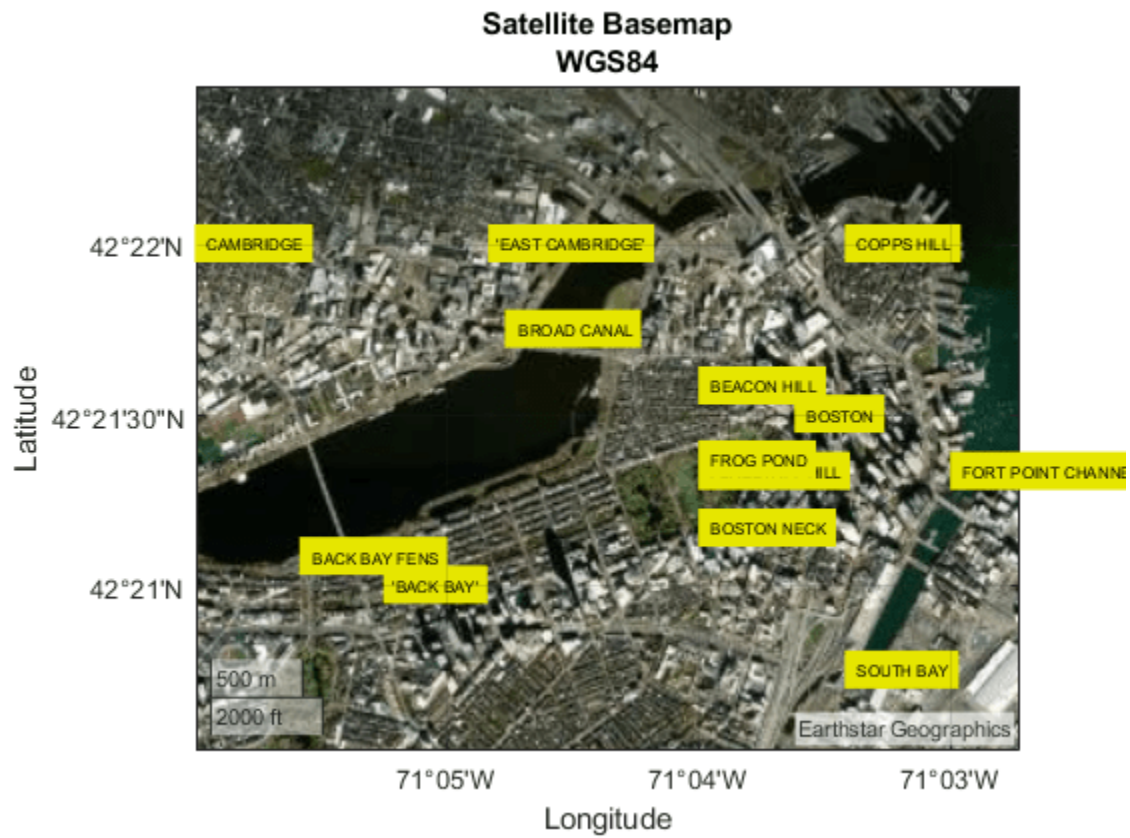 Satellite Basemap
WGS84
Latitude
42°22'N
42°21'30"N
42°21'N
CAMBRIDGE
'EAST CAMBRIDGE'
COPPS HILL
BROAD CANAL
BEACON HILL
BOSTON
FROG POND
HILL
FORT POINT CHANNE
BOSTON NECK
BACK BAY FENS
'BACK BAY'
SOUTH BAY
500 m
2000 ft
Earthstar Geographics
71°05'W
71°04'W
71°03'W
Longitude